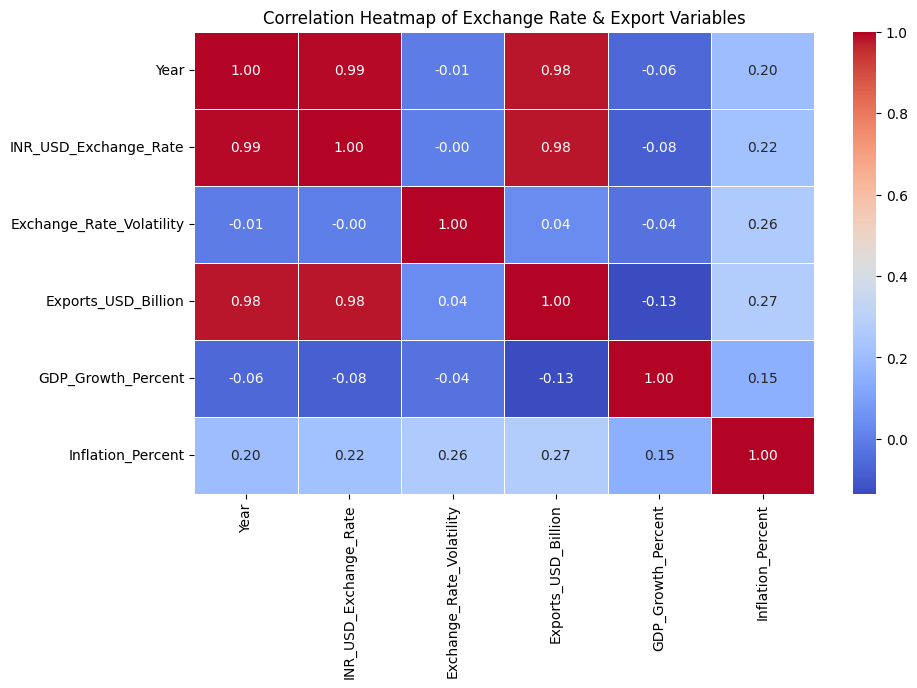 Correlation Heatmap of Exchange Rate & Export Variables
Year 1.00 0.99 -0.01 0.98 -0.06 0.20
INR_USD_Exchange_Rate 0.99 1.00 -0.00 0.98 -0.08 0.22
Exchange_Rate_Volatility -0.01 -0.00 1.00 0.04 -0.04 0.26
Exports_USD_Billion 0.98 0.98 0.04 1.00 -0.13 0.27
GDP_Growth_Percent -0.06 -0.08 -0.04 -0.13 1.00 0.15
Inflation_Percent 0.20 0.22 0.26 0.27 0.15 1.00
Year
INR_USD_Exchange_Rate
Exchange_Rate_Volatility
Exports_USD_Billion
GDP_Growth_Percent
Inflation_Percent
1.0
0.8
0.6
0.4
0.2
0.0